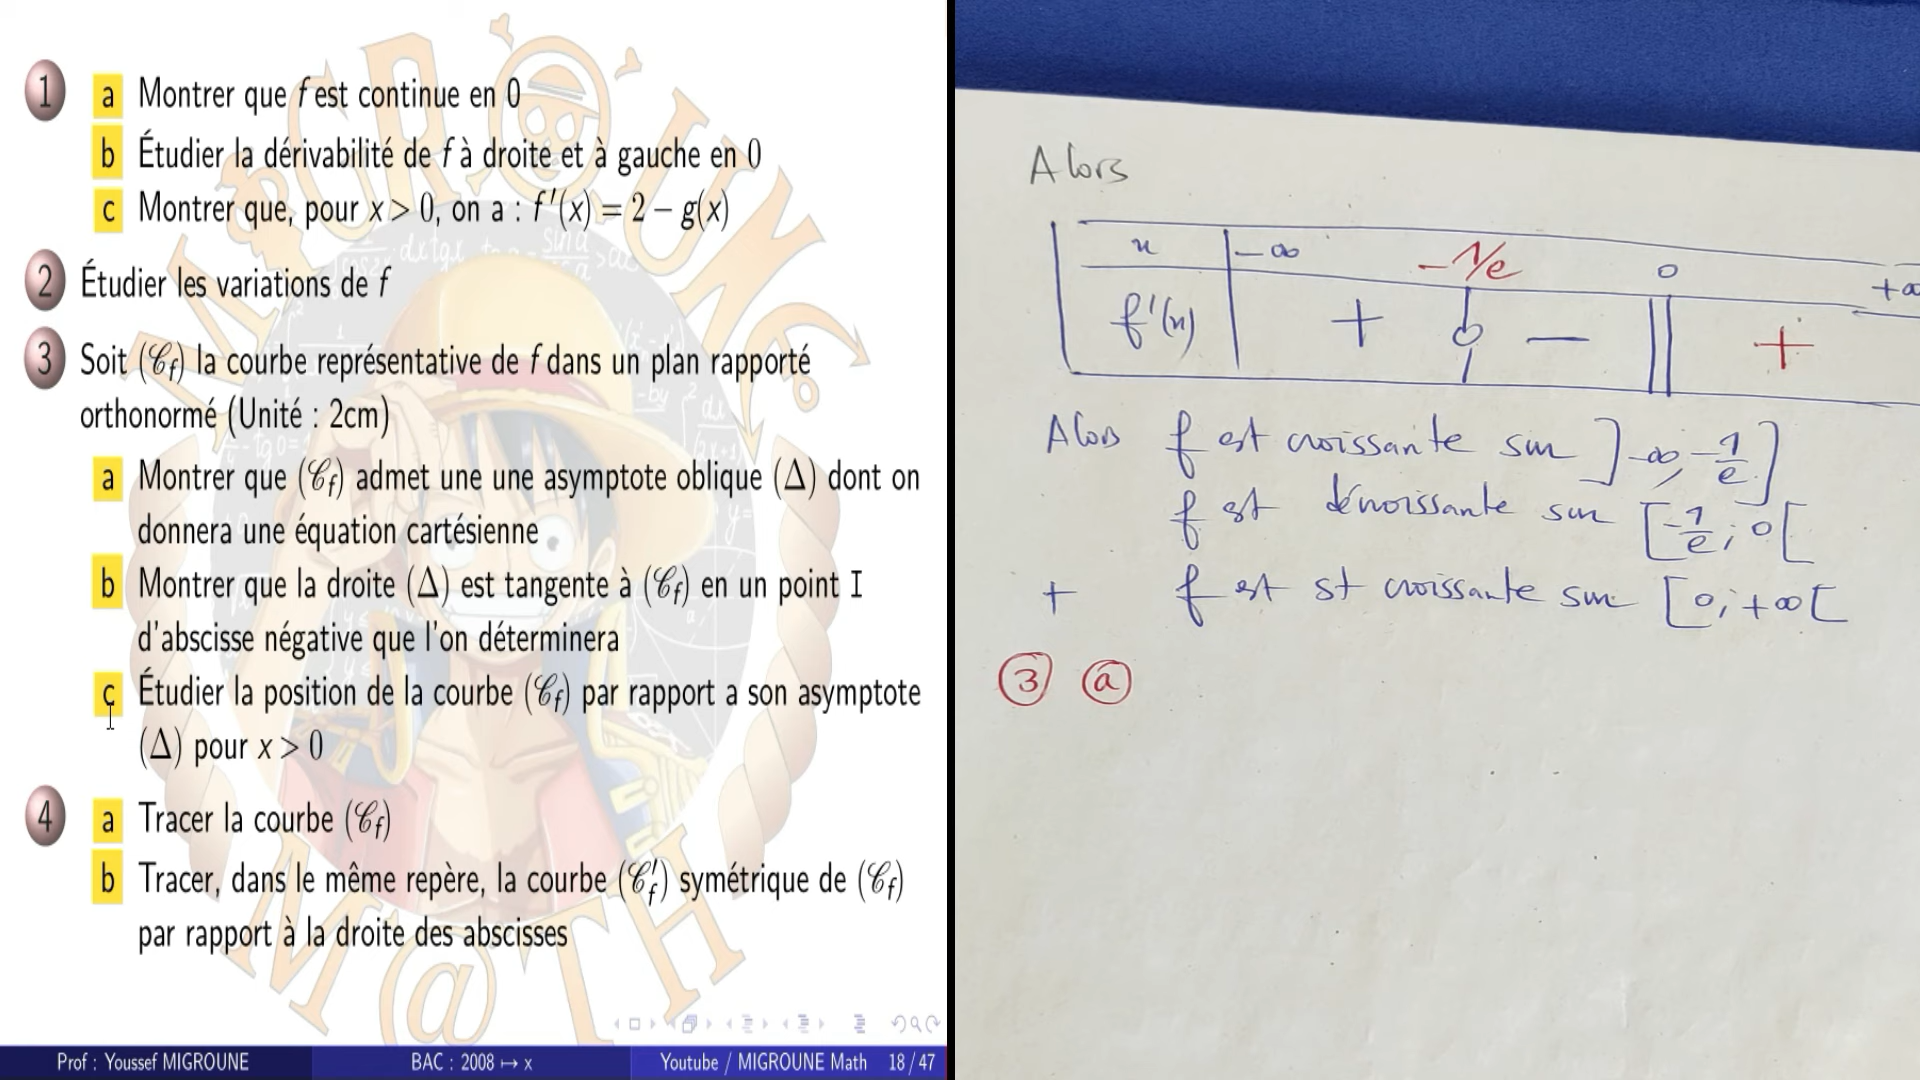 1 a Montrer que f est continue en 0
b Étudier la dérivabilité de f à droite et à gauche en 0
c Montrer que, pour x > 0, on a : f'(x) = 2 − g(x)
2 Étudier les variations de f
3 Soit (𝒞f) la courbe représentative de f dans un plan rapporté
orthonormé (Unité : 2cm)
a Montrer que (𝒞f) admet une une asymptote oblique (Δ) dont on
donnera une équation cartésienne
b Montrer que la droite (Δ) est tangente à (𝒞f) en un point I
d'abscisse négative que l'on déterminera
c Étudier la position de la courbe (𝒞f) par rapport a son asymptote
(Δ) pour x > 0
4 a Tracer la courbe (𝒞f)
b Tracer, dans le même repère, la courbe (𝒞'f) symétrique de (𝒞f)
par rapport à la droite des abscisses
M@TH
Prof : Youssef MIGROUNE BAC : 2008 ↦ x Youtube / MIGROUNE Math 18 / 47
Alors
x −∞ −1/e 0 +∞
f'(x) + 0 − || +
Alors f est croissante sur ]−∞, −1/e]
f est décroissante sur [−1/e ; 0[
+ f est st croissante sur [0 ; +∞[
3 a